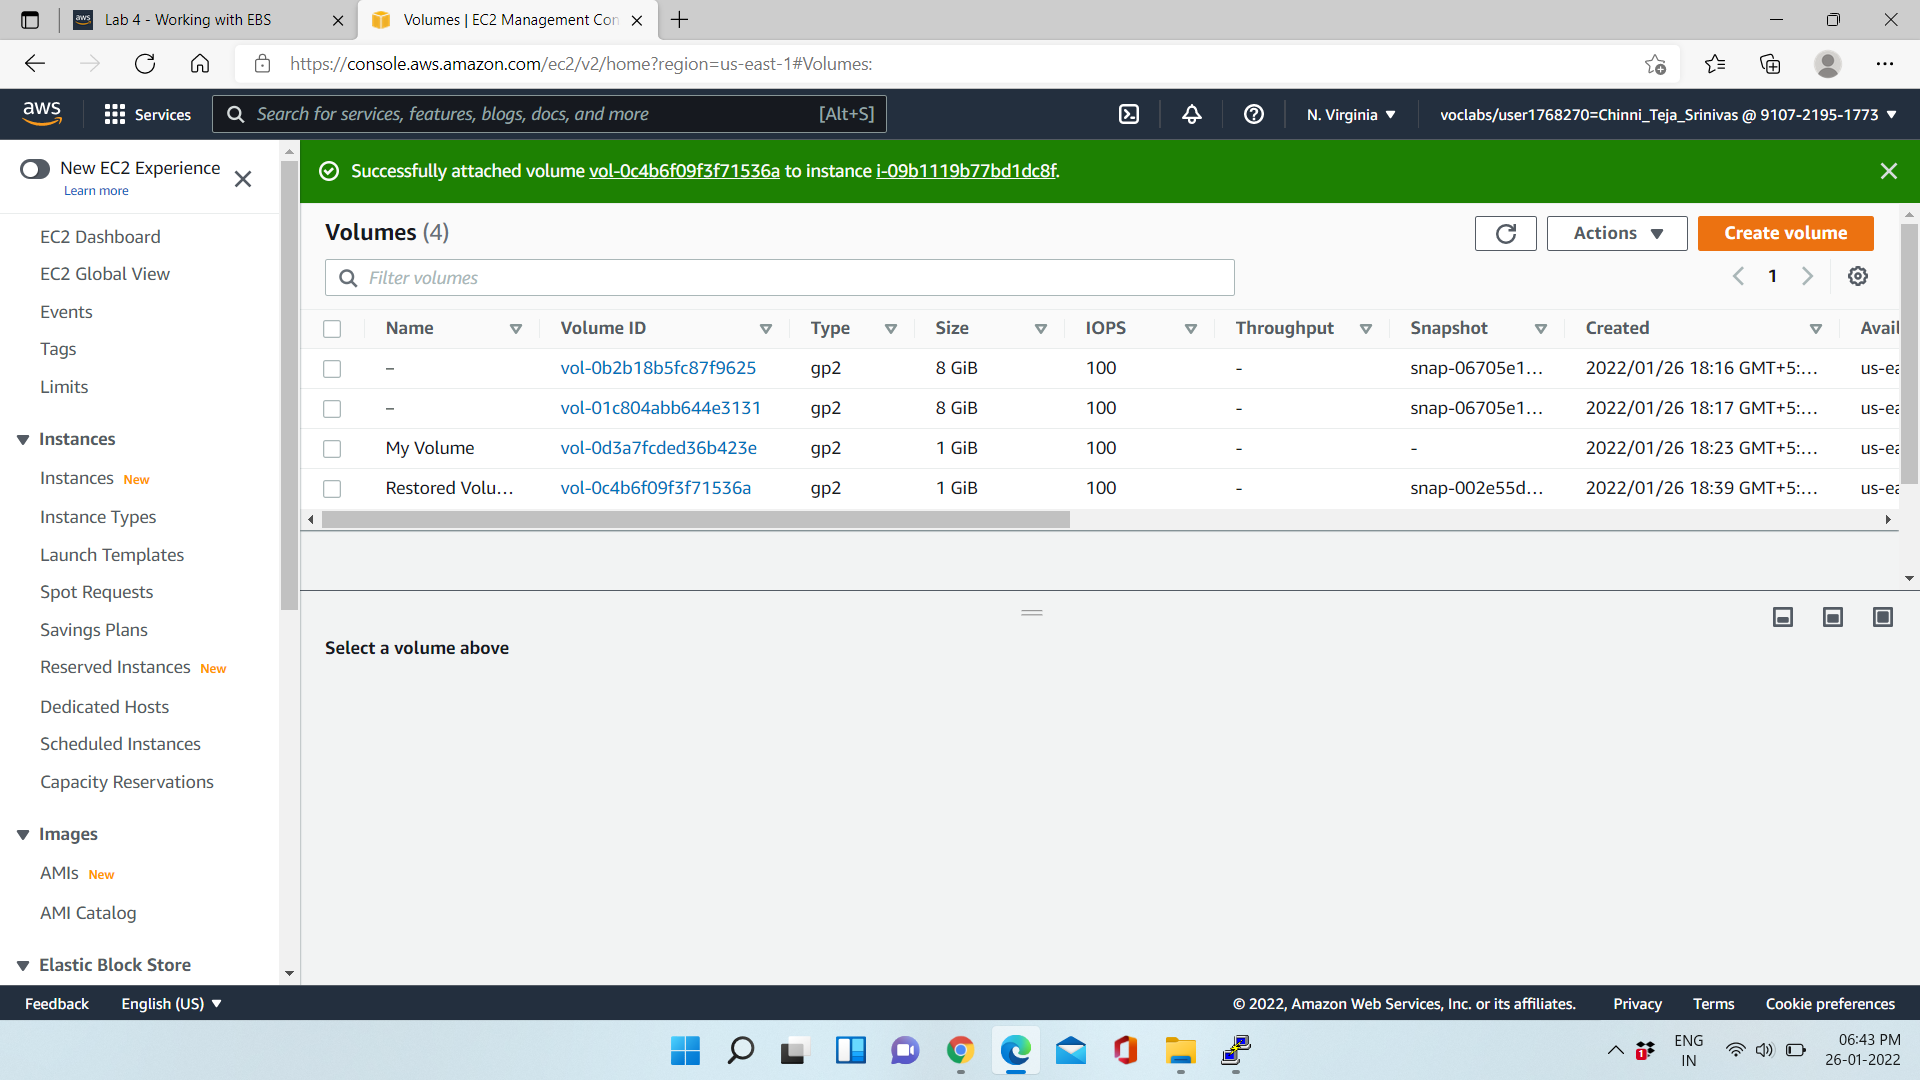 Lab 4 - Working with EBS
Volumes | EC2 Management Con
https://console.aws.amazon.com/ec2/v2/home?region=us-east-1#Volumes:
aws
Services
Search for services, features, blogs, docs, and more
[Alt+S]
N. Virginia
voclabs/user1768270=Chinni_Teja_Srinivas @ 9107-2195-1773
New EC2 Experience
Learn more
EC2 Dashboard
EC2 Global View
Events
Tags
Limits
Instances
Instances New
Instance Types
Launch Templates
Spot Requests
Savings Plans
Reserved Instances New
Dedicated Hosts
Scheduled Instances
Capacity Reservations
Images
AMIs New
AMI Catalog
Elastic Block Store
Successfully attached volume vol-0c4b6f09f3f71536a to instance i-09b1119b77bd1dc8f.
Volumes (4)
Actions
Create volume
Filter volumes
1
Name Volume ID Type Size IOPS Throughput Snapshot Created Avail
– vol-0b2b18b5fc87f9625 gp2 8 GiB 100 - snap-06705e1... 2022/01/26 18:16 GMT+5:... us-ea
– vol-01c804abb644e3131 gp2 8 GiB 100 - snap-06705e1... 2022/01/26 18:17 GMT+5:... us-ea
My Volume vol-0d3a7fcded36b423e gp2 1 GiB 100 - - 2022/01/26 18:23 GMT+5:... us-ea
Restored Volu... vol-0c4b6f09f3f71536a gp2 1 GiB 100 - snap-002e55d... 2022/01/26 18:39 GMT+5:... us-ea
Select a volume above
Feedback
English (US)
© 2022, Amazon Web Services, Inc. or its affiliates.
Privacy
Terms
Cookie preferences
1
ENG
IN
06:43 PM
26-01-2022